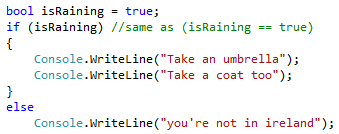 bool isRaining = true;
if (isRaining) //same as (isRaining == true)
{
    Console.WriteLine("Take an umbrella");
    Console.WriteLine("Take a coat too");
}
else
    Console.WriteLine("you're not in ireland");